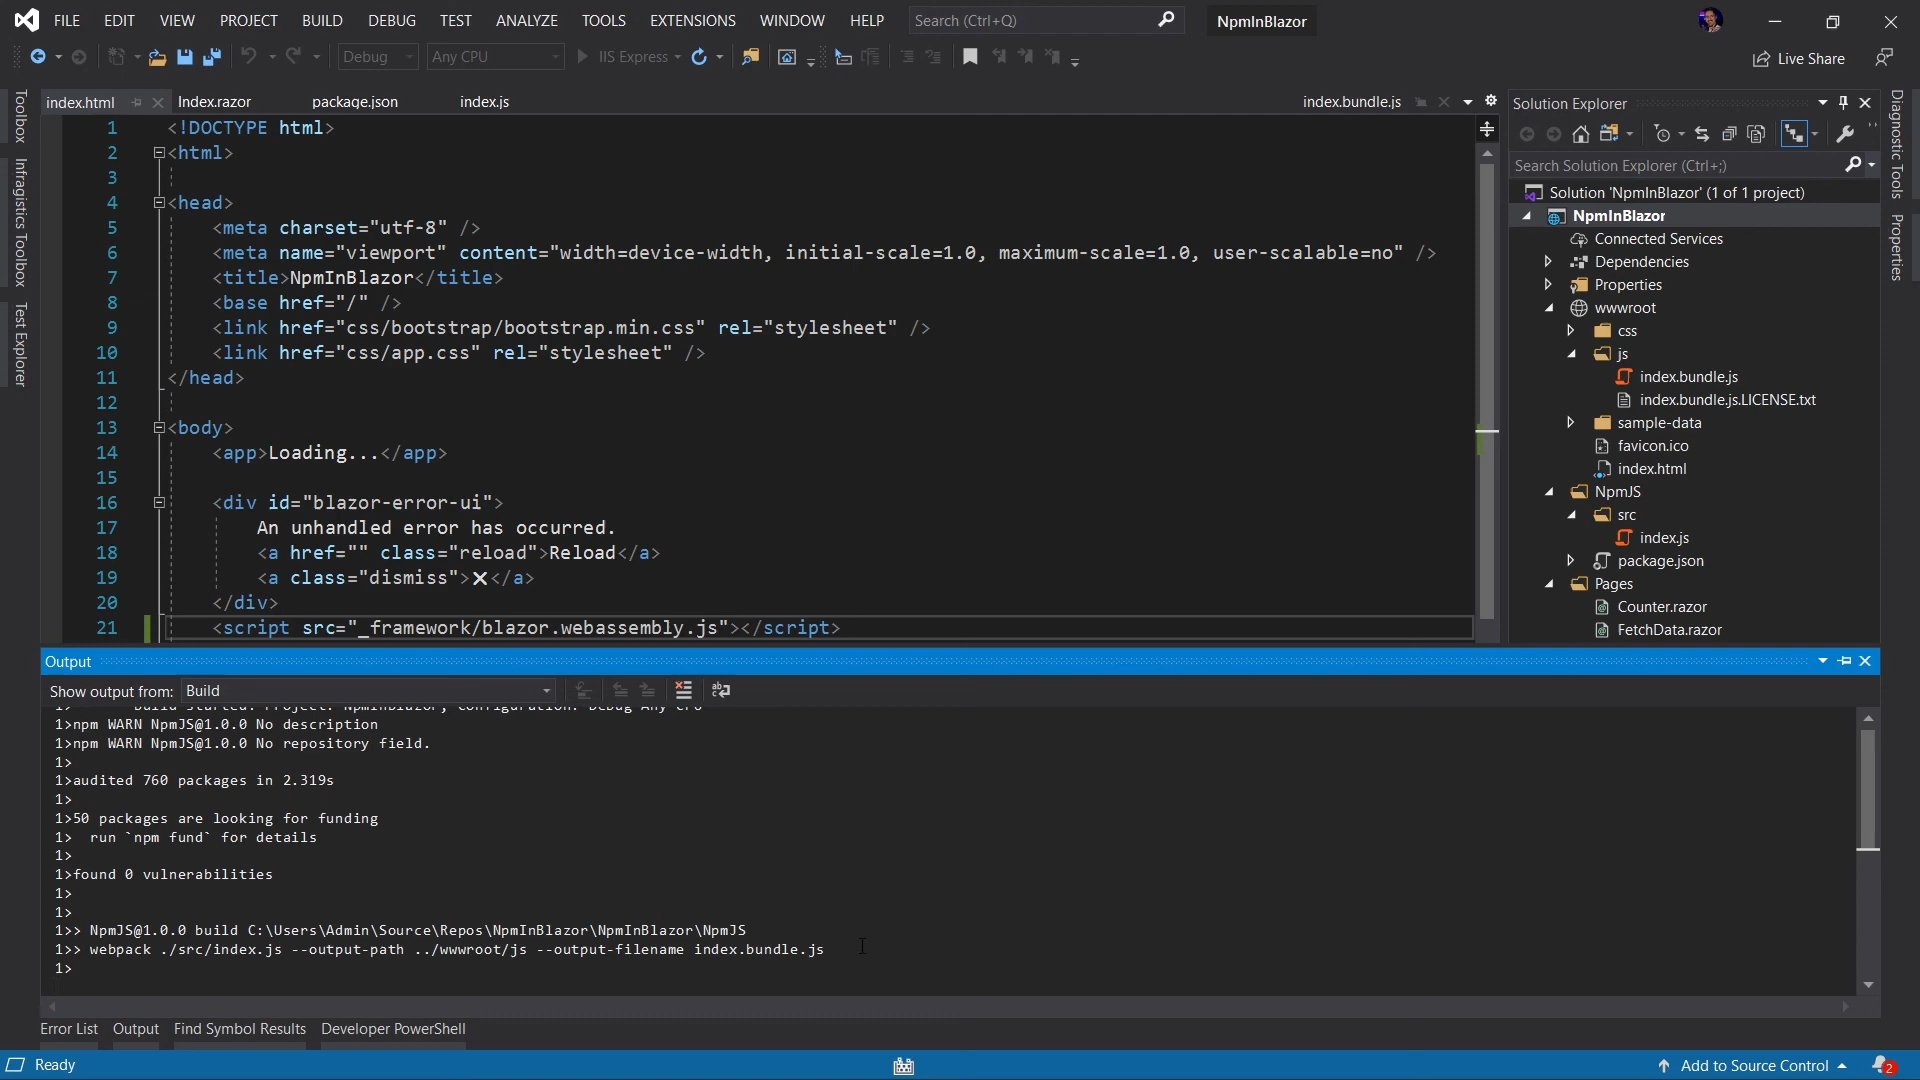 FILE EDIT VIEW PROJECT BUILD DEBUG TEST ANALYZE TOOLS EXTENSIONS WINDOW HELP Search (Ctrl+Q) NpmInBlazor
Debug Any CPU IIS Express Live Share
Toolbox
Infragistics Toolbox
Test Explorer
index.html Index.razor package.json index.js index.bundle.js
1 <!DOCTYPE html>
2 <html>
3
4 <head>
5 <meta charset="utf-8" />
6 <meta name="viewport" content="width=device-width, initial-scale=1.0, maximum-scale=1.0, user-scalable=no" />
7 <title>NpmInBlazor</title>
8 <base href="/" />
9 <link href="css/bootstrap/bootstrap.min.css" rel="stylesheet" />
10 <link href="css/app.css" rel="stylesheet" />
11 </head>
12
13 <body>
14 <app>Loading...</app>
15
16 <div id="blazor-error-ui">
17 An unhandled error has occurred.
18 <a href="" class="reload">Reload</a>
19 <a class="dismiss">🗙</a>
20 </div>
21 <script src="_framework/blazor.webassembly.js"></script>
Solution Explorer
Search Solution Explorer (Ctrl+;)
Solution 'NpmInBlazor' (1 of 1 project)
NpmInBlazor
Connected Services
Dependencies
Properties
wwwroot
css
js
index.bundle.js
index.bundle.js.LICENSE.txt
sample-data
favicon.ico
index.html
NpmJS
src
index.js
package.json
Pages
Counter.razor
FetchData.razor
Diagnostic Tools
Properties
Output
Show output from: Build
1>------ Build started: Project: NpmInBlazor, Configuration: Debug Any CPU ------
1>npm WARN NpmJS@1.0.0 No description
1>npm WARN NpmJS@1.0.0 No repository field.
1>
1>audited 760 packages in 2.319s
1>
1>50 packages are looking for funding
1>  run `npm fund` for details
1>
1>found 0 vulnerabilities
1>
1>
1>> NpmJS@1.0.0 build C:\Users\Admin\Source\Repos\NpmInBlazor\NpmInBlazor\NpmJS
1>> webpack ./src/index.js --output-path ../wwwroot/js --output-filename index.bundle.js
1>
Error List Output Find Symbol Results Developer PowerShell
Ready Add to Source Control 2